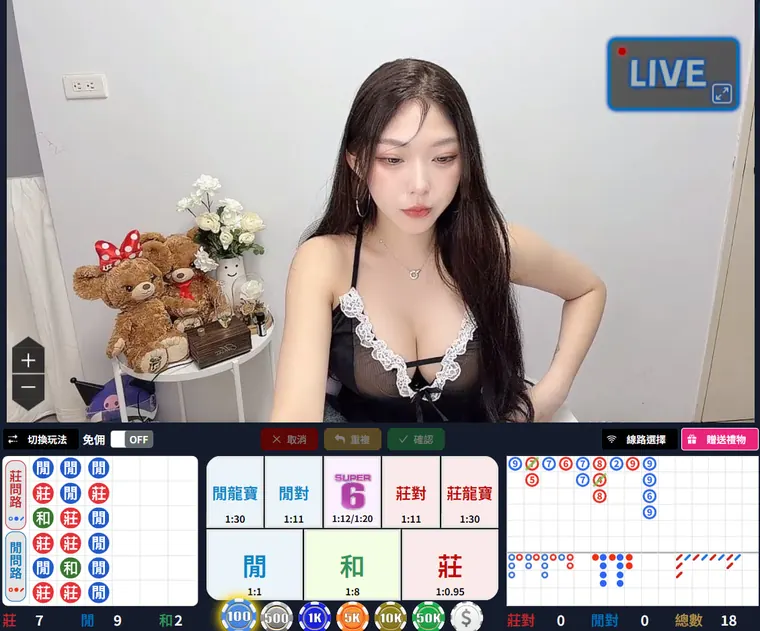 LIVE
切換玩法 免佣 OFF 取消 重複 確認 線路選擇 贈送禮物
莊問路
閒問路
閒 閒 閒
莊 莊 莊
和 莊 閒
莊 莊 閒
閒 和 閒
莊 莊 閒
閒龍寶 1:30
閒對 1:11
SUPER 6 1:12/1:20
莊對 1:11
莊龍寶 1:30
閒 1:1
和 1:8
莊 1:0.95
100 500 1K 5K 10K 50K $
莊 7 閒 9 和 2
莊對 0 閒對 0 總數 18